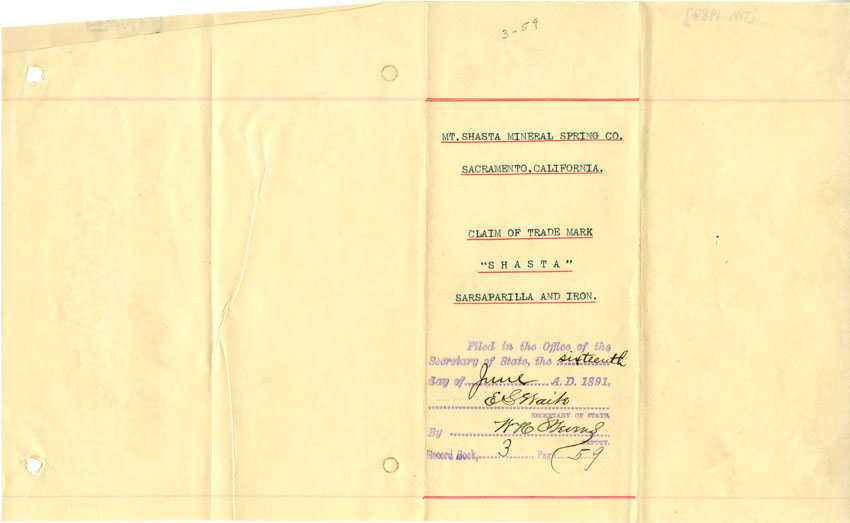 3-59
[TM 1897]
MT. SHASTA MINERAL SPRING CO.
SACRAMENTO, CALIFORNIA.
CLAIM OF TRADE MARK
"S H A S T A"
SARSAPARILLA AND IRON.
Filed in the Office of the
Secretary of State, the sixteenth
day of June A.D. 1891,
E G Waite
SECRETARY OF STATE
By W H
DEPUTY.
Record Book, 3, Page 59